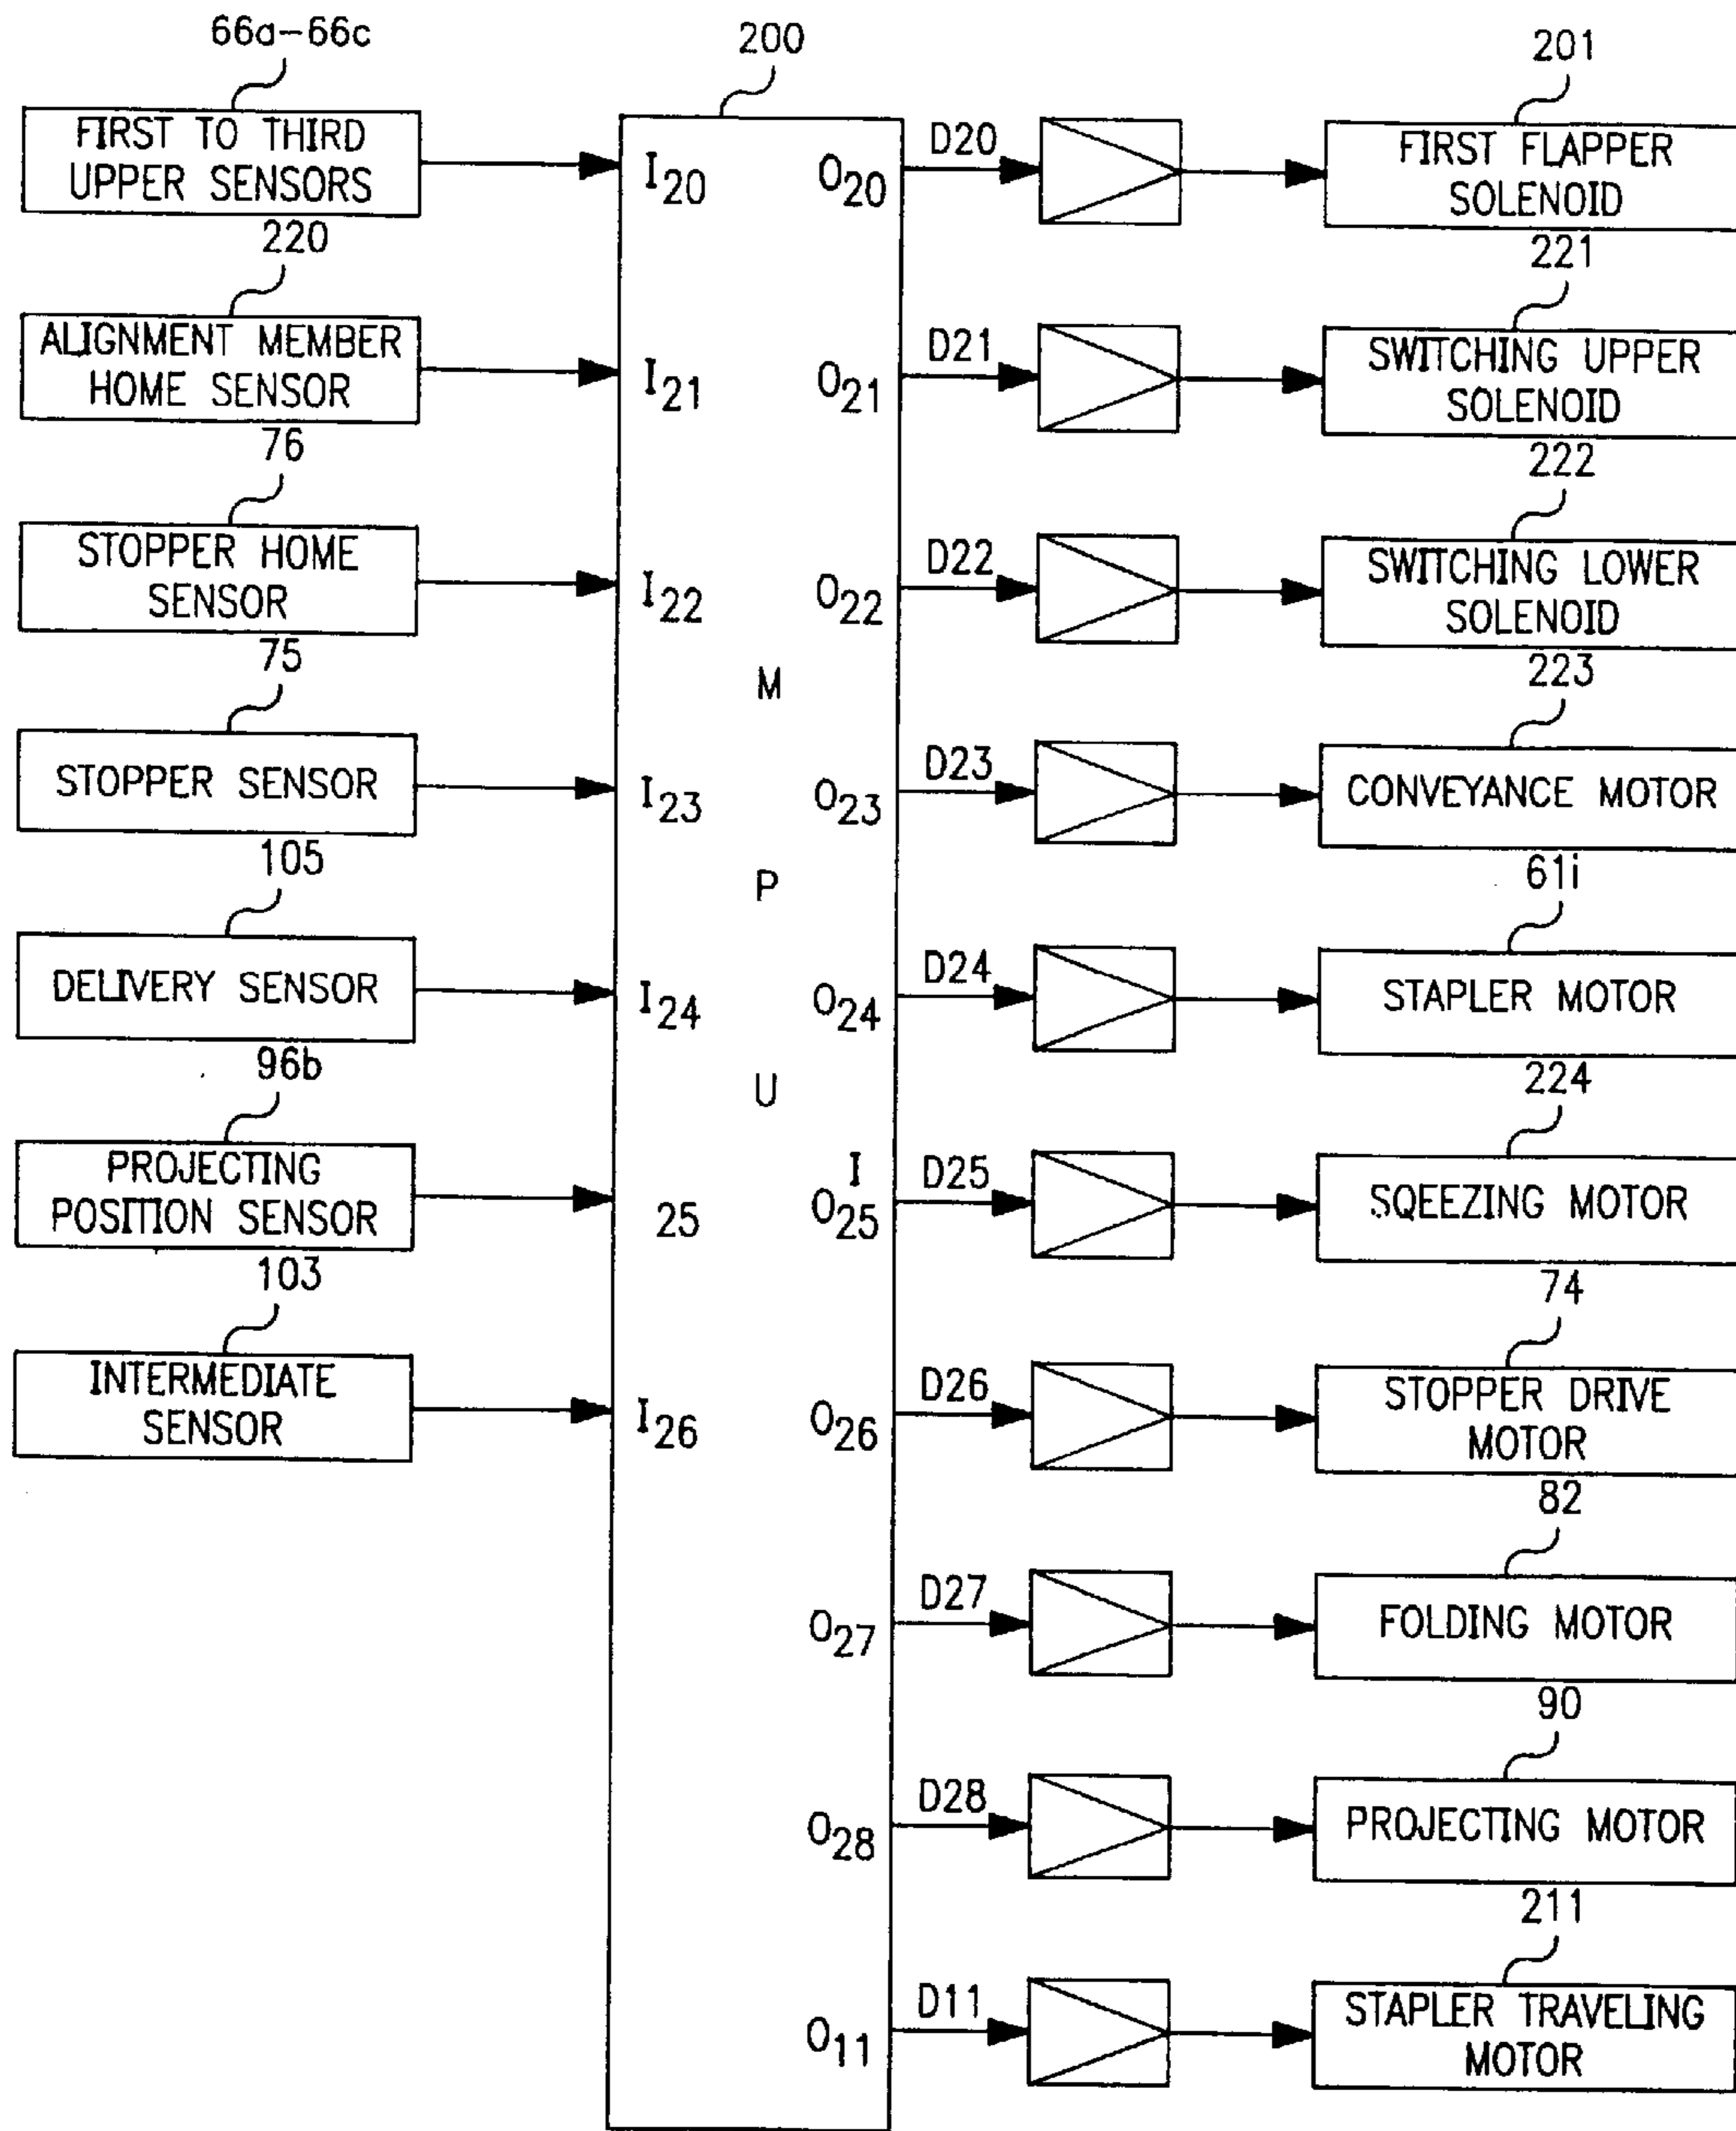 66a-66c
FIRST TO THIRD
UPPER SENSORS
220
ALIGNMENT MEMBER
HOME SENSOR
76
STOPPER HOME
SENSOR
75
STOPPER SENSOR
105
DELIVERY SENSOR
96b
PROJECTING
POSITION SENSOR
103
INTERMEDIATE
SENSOR
200
I20
I21
I22
I23
I24
25
I26
M
P
U
O20
O21
O22
O23
O24
I
O25
O26
O27
O28
O11
D20
D21
D22
D23
D24
D25
D26
D27
D28
D11
201
FIRST FLAPPER
SOLENOID
221
SWITCHING UPPER
SOLENOID
222
SWITCHING LOWER
SOLENOID
223
CONVEYANCE MOTOR
61i
STAPLER MOTOR
224
SQEEZING MOTOR
74
STOPPER DRIVE
MOTOR
82
FOLDING MOTOR
90
PROJECTING MOTOR
211
STAPLER TRAVELING
MOTOR